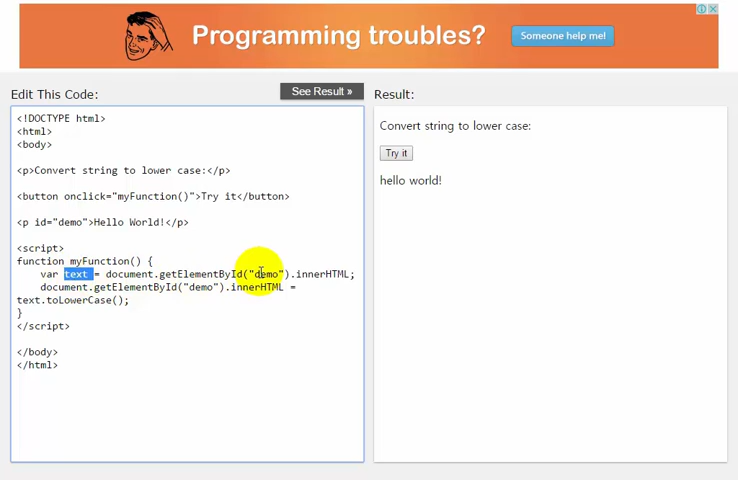 Programming troubles?
Someone help me!
Edit This Code:
See Result »
Result:
<!DOCTYPE html>
<html>
<body>
<p>Convert string to lower case:</p>
<button onclick="myFunction()">Try it</button>
<p id="demo">Hello World!</p>
<script>
function myFunction() {
var text = document.getElementById("demo").innerHTML;
document.getElementById("demo").innerHTML =
text.toLowerCase();
}
</script>
</body>
</html>
Convert string to lower case:
Try it
hello world!